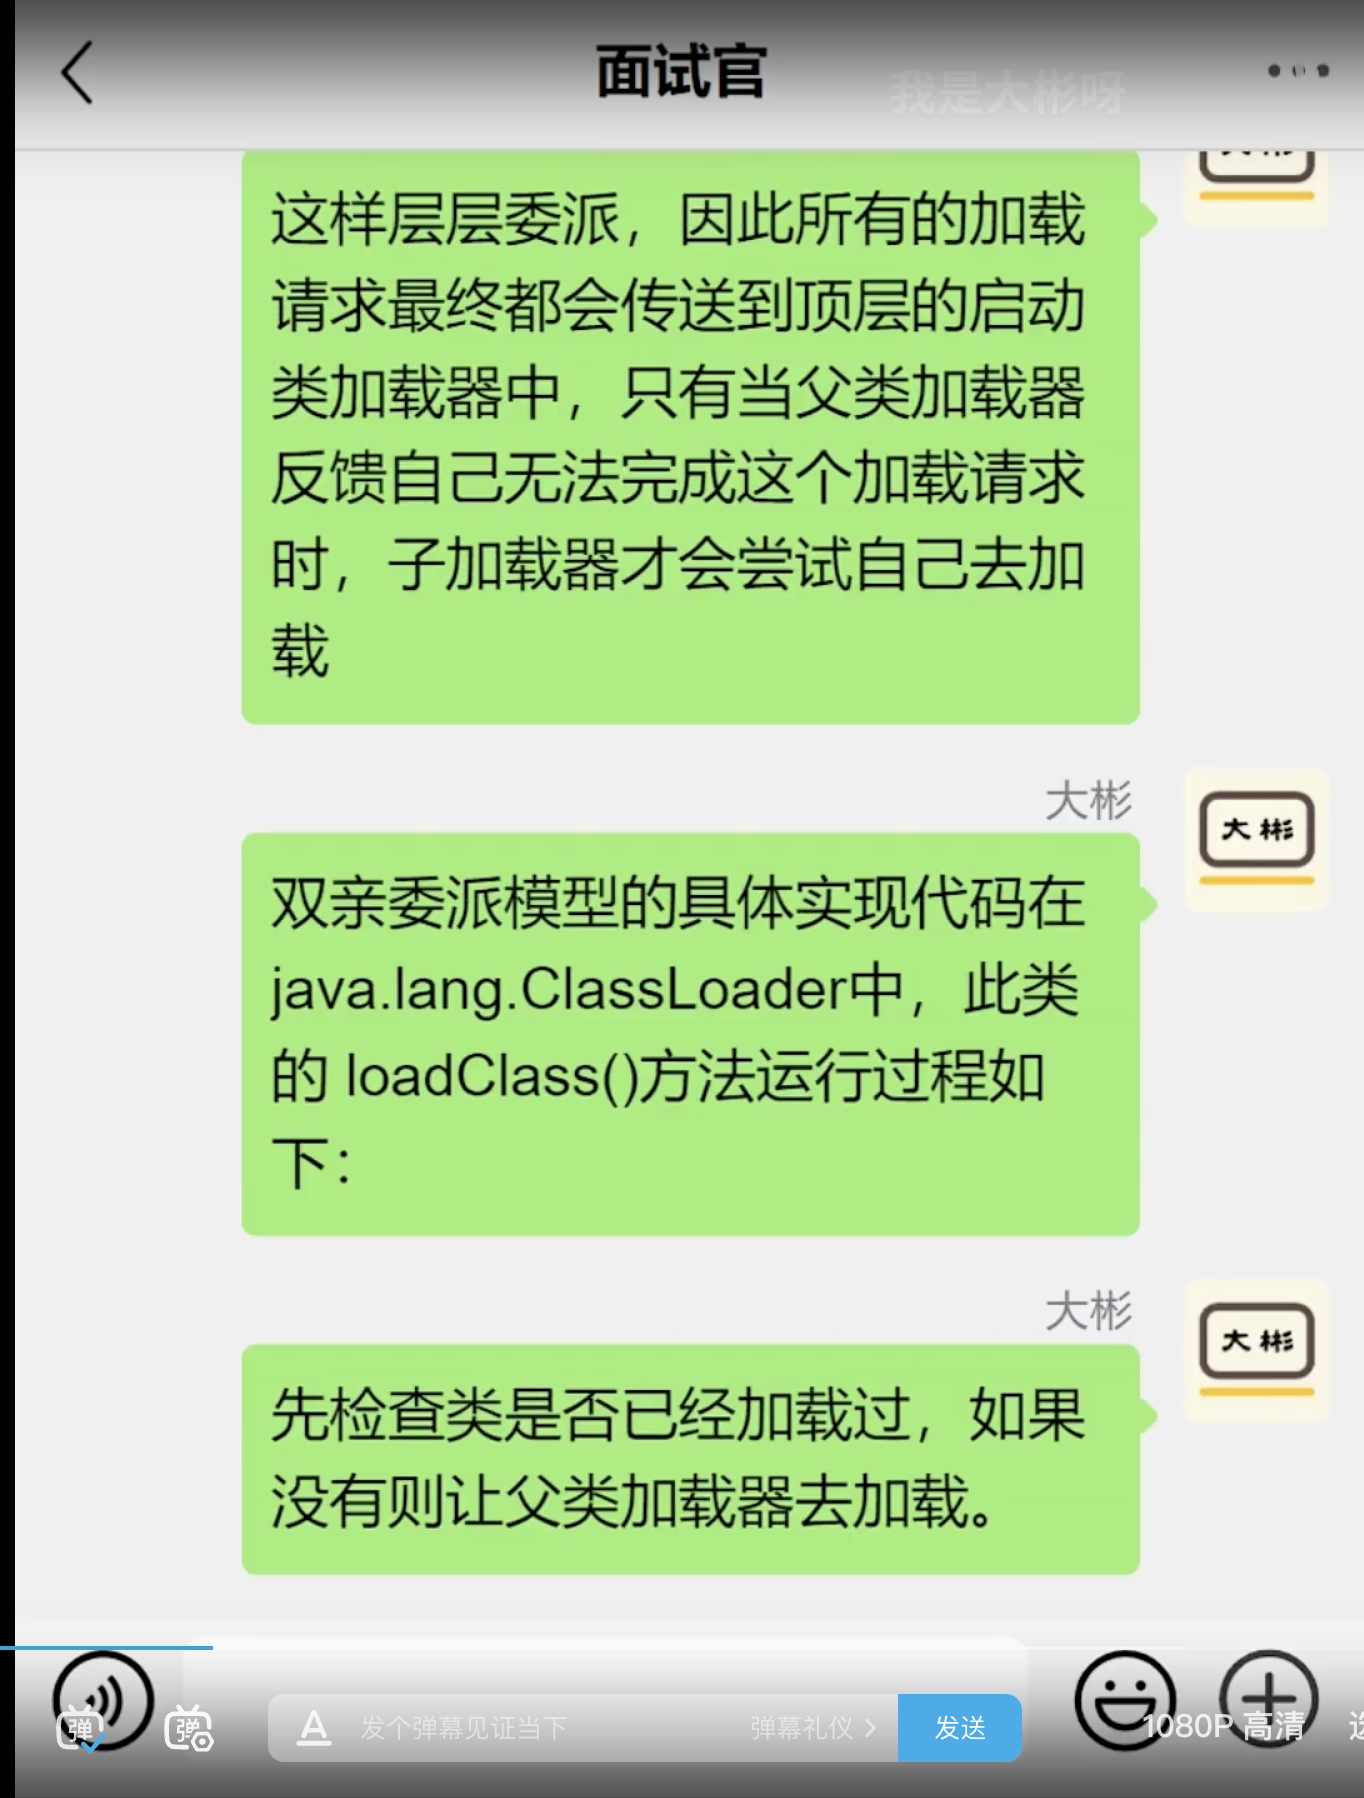 面试官
我是大彬呀
这样层层委派，因此所有的加载
请求最终都会传送到顶层的启动
类加载器中，只有当父类加载器
反馈自己无法完成这个加载请求
时，子加载器才会尝试自己去加
载
大彬
大彬
双亲委派模型的具体实现代码在
java.lang.ClassLoader中，此类
的 loadClass()方法运行过程如
下：
大彬
大彬
先检查类是否已经加载过，如果
没有则让父类加载器去加载。
弹
弹
A
发个弹幕见证当下
弹幕礼仪 >
发送
1080P 高清